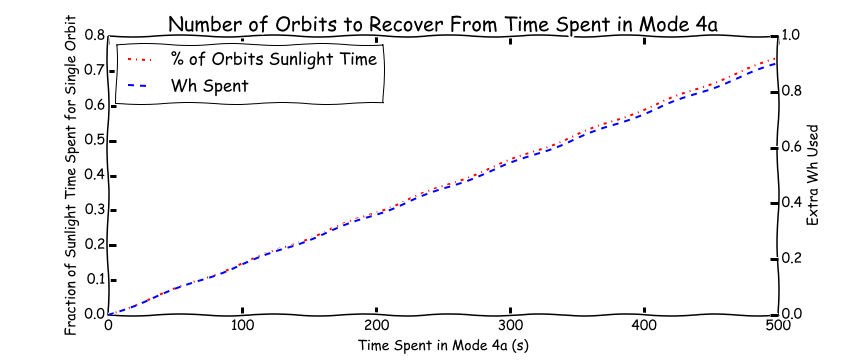 Number of Orbits to Recover From Time Spent in Mode 4a
Fraction of Sunlight Time Spent for Single Orbit
0.8
0.7
0.6
0.5
0.4
0.3
0.2
0.1
0.0
% of Orbits Sunlight Time
Wh Spent
1.0
0.8
0.6
0.4
0.2
0.0
Extra Wh Used
0 100 200 300 400 500
Time Spent in Mode 4a (s)